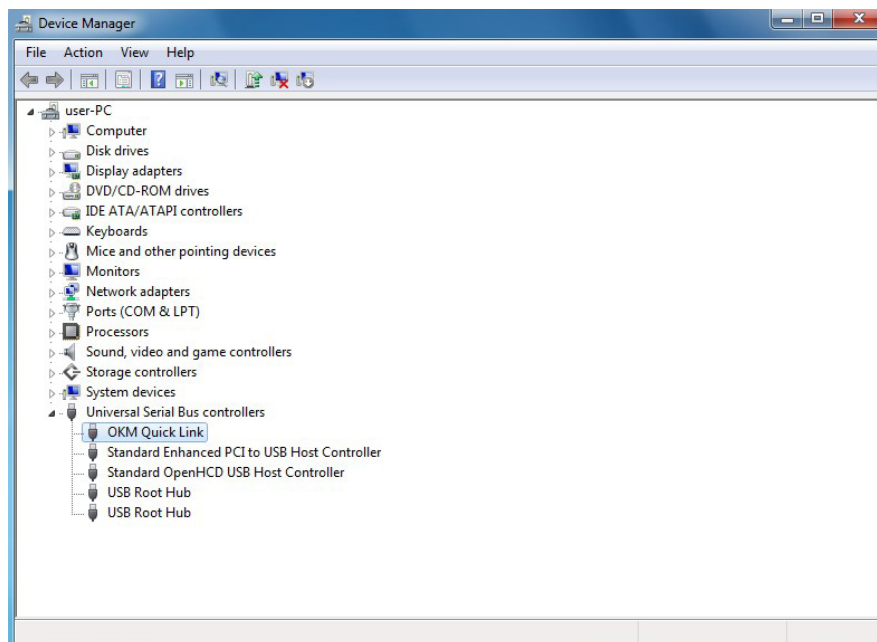 Device Manager
File Action View Help
user-PC
Computer
Disk drives
Display adapters
DVD/CD-ROM drives
IDE ATA/ATAPI controllers
Keyboards
Mice and other pointing devices
Monitors
Network adapters
Ports (COM & LPT)
Processors
Sound, video and game controllers
Storage controllers
System devices
Universal Serial Bus controllers
OKM Quick Link
Standard Enhanced PCI to USB Host Controller
Standard OpenHCD USB Host Controller
USB Root Hub
USB Root Hub